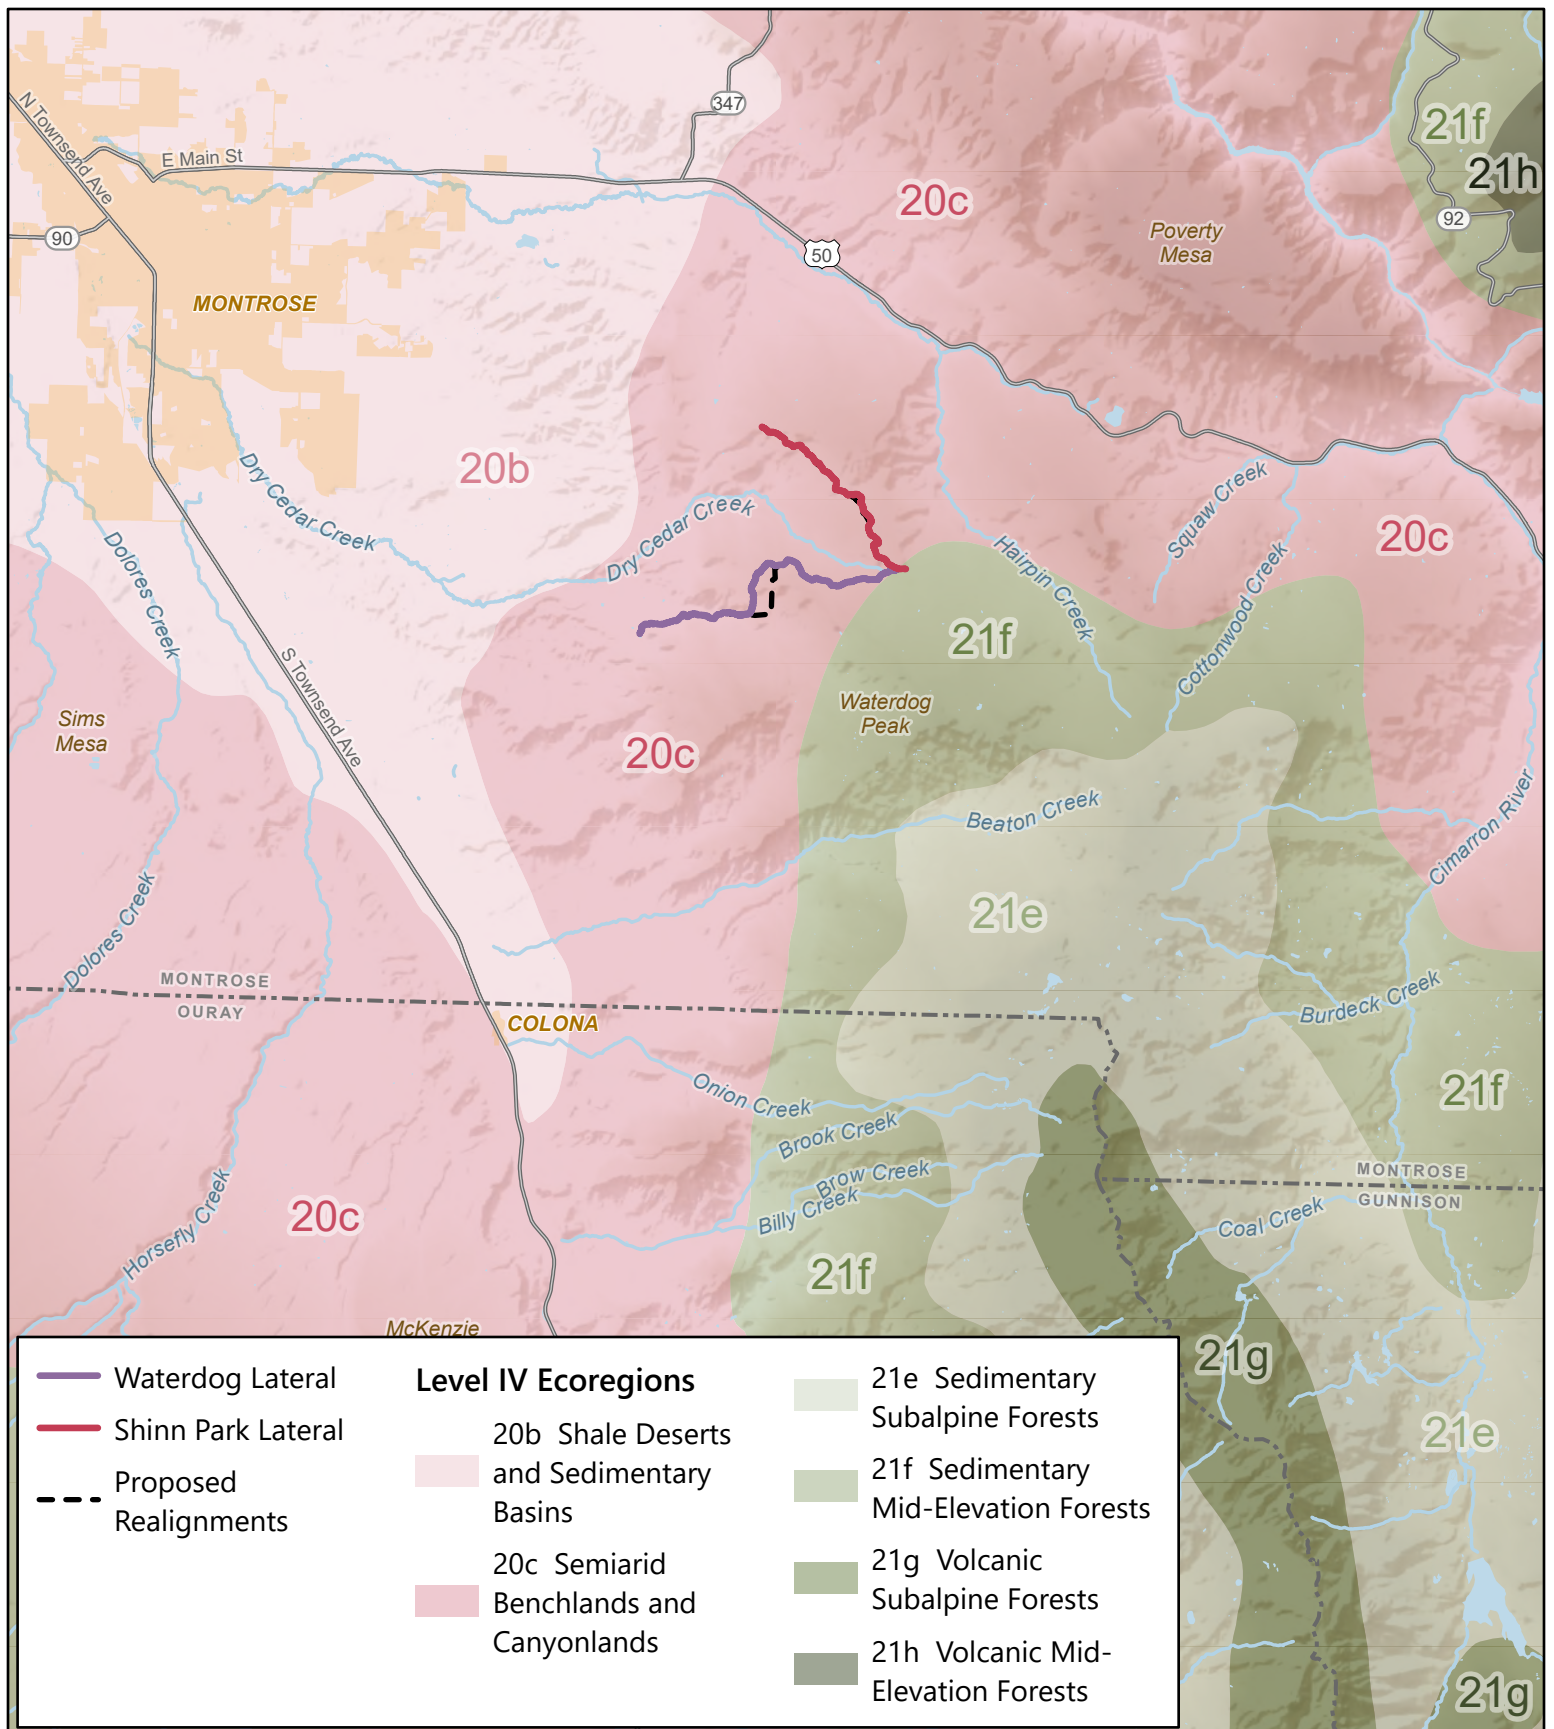 347
21f
N Townsend Ave
E Main St
21h
20c
92
90
Poverty
Mesa
50
MONTROSE
20b
Dry Cedar Creek
Squaw Creek
Dry Cedar Creek
20c
Dolores Creek
Hairpin Creek
Cottonwood Creek
21f
S Townsend Ave
Waterdog
Peak
Sims
Mesa
20c
Beaton Creek
Cimarron River
21e
Dolores Creek
MONTROSE
OURAY
Burdeck Creek
COLONA
Onion Creek
21f
Brook Creek
Brow Creek
Billy Creek
MONTROSE
GUNNISON
Coal Creek
Horsefly Creek
20c
21f
McKenzie
21g
21e
21g
Waterdog Lateral
Shinn Park Lateral
Proposed
Realignments
Level IV Ecoregions
20b Shale Deserts
and Sedimentary
Basins
20c Semiarid
Benchlands and
Canyonlands
21e Sedimentary
Subalpine Forests
21f Sedimentary
Mid-Elevation Forests
21g Volcanic
Subalpine Forests
21h Volcanic Mid-
Elevation Forests